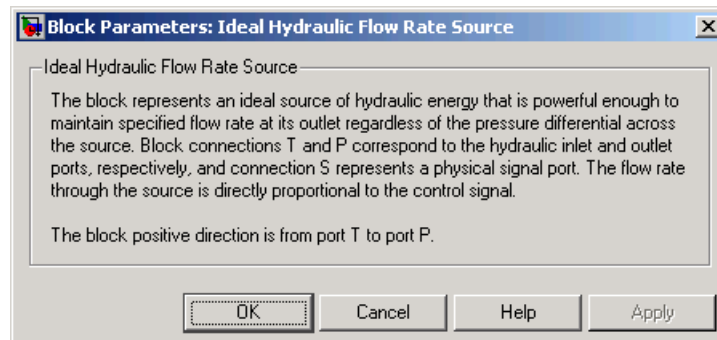 Block Parameters: Ideal Hydraulic Flow Rate Source
Ideal Hydraulic Flow Rate Source
The block represents an ideal source of hydraulic energy that is powerful enough to
maintain specified flow rate at its outlet regardless of the pressure differential across
the source. Block connections T and P correspond to the hydraulic inlet and outlet
ports, respectively, and connection S represents a physical signal port. The flow rate
through the source is directly proportional to the control signal.
The block positive direction is from port T to port P.
OK Cancel Help Apply